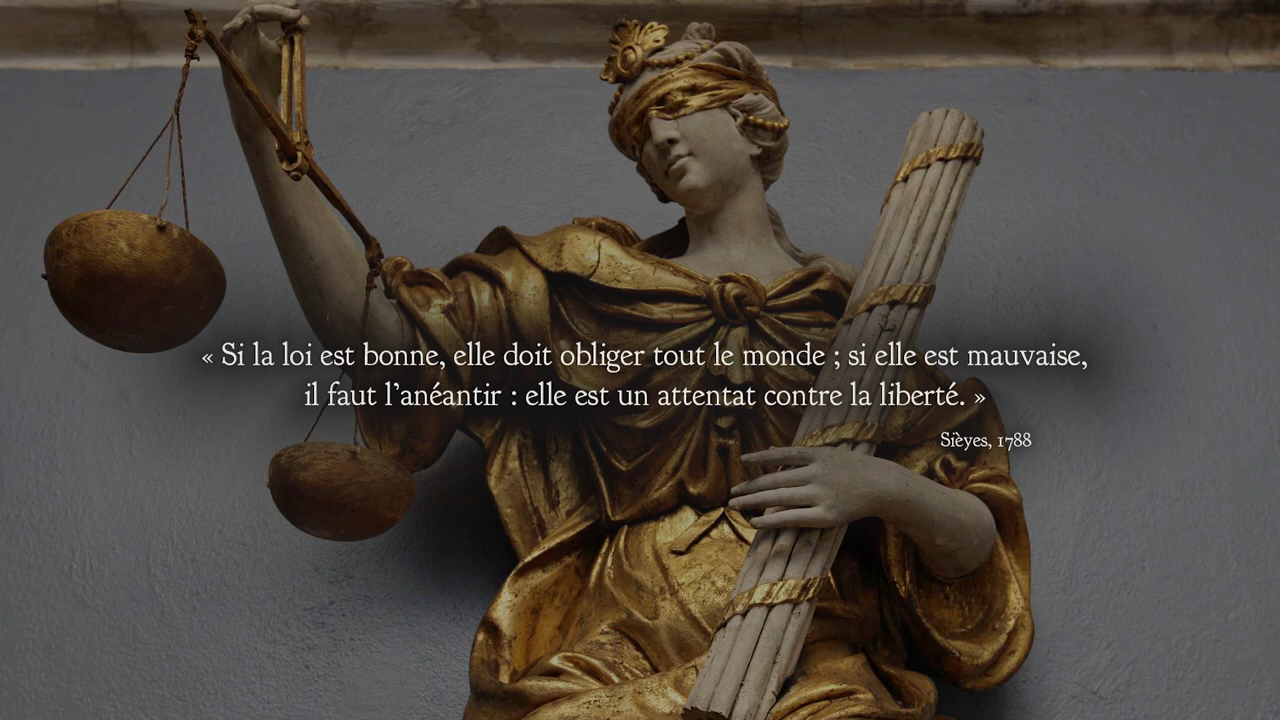 « Si la loi est bonne, elle doit obliger tout le monde ; si elle est mauvaise,
il faut l’anéantir : elle est un attentat contre la liberté. »
Sièyes, 1788